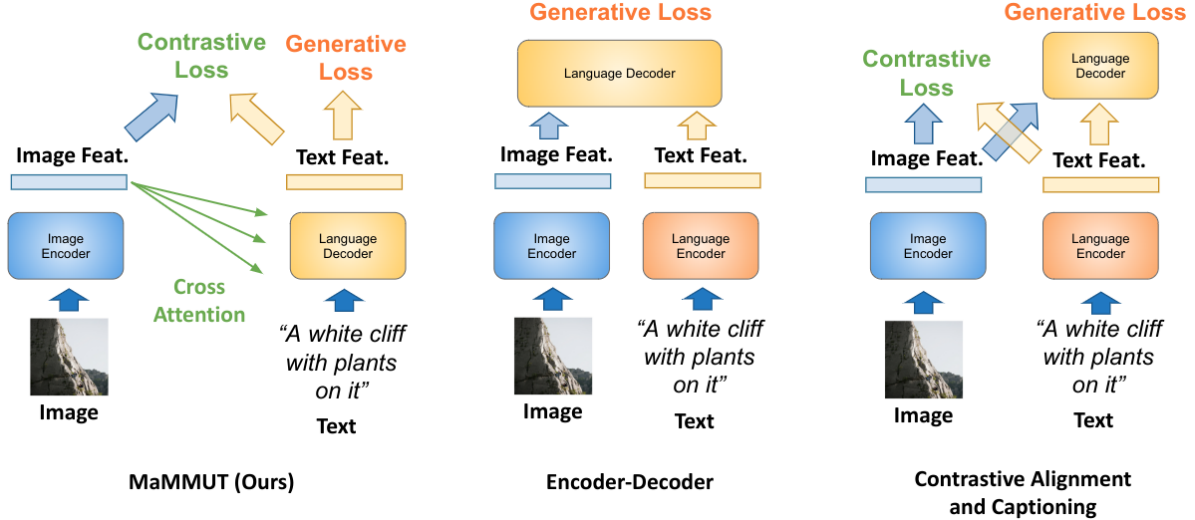 Contrastive
Loss
Generative
Loss
Image Feat.
Text Feat.
Image
Encoder
Language
Decoder
Cross
Attention
“A white cliff
with plants
on it”
Image
Text
MaMMUT (Ours)
Generative Loss
Language Decoder
Image Feat.
Text Feat.
Image
Encoder
Language
Encoder
“A white cliff
with plants
on it”
Image
Text
Encoder-Decoder
Generative Loss
Contrastive
Loss
Language
Decoder
Image Feat.
Text Feat.
Image
Encoder
Language
Encoder
“A white cliff
with plants
on it”
Image
Text
Contrastive Alignment
and Captioning